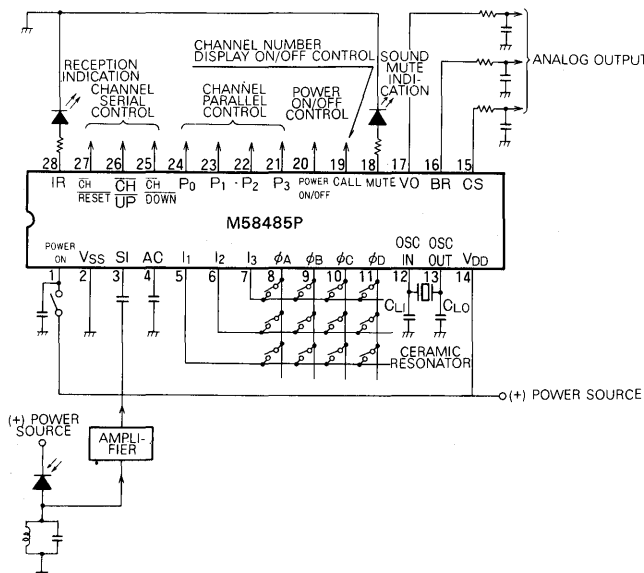 CHANNEL NUMBER
DISPLAY ON/OFF CONTROL
SOUND
MUTE
INDI-
CATION
ANALOG OUTPUT
RECEPTION
INDICATION
CHANNEL
SERIAL
CONTROL
CHANNEL
PARALLEL
CONTROL
POWER
ON/OFF
CONTROL
28 27 26 25 24 23 22 21 20 19 18 17 16 15
IR CH RESET CH UP CH DOWN P0 P1 P2 P3 POWER ON/OFF CALL MUTE VO BR CS
M58485P
POWER ON VSS SI AC I1 I2 I3 φA φB φC φD OSC IN OSC OUT VDD
1 2 3 4 5 6 7 8 9 10 11 12 13 14
CLI CLO
CERAMIC
RESONATOR
(+) POWER SOURCE
(+) POWER
SOURCE
AMPLI-
FIER